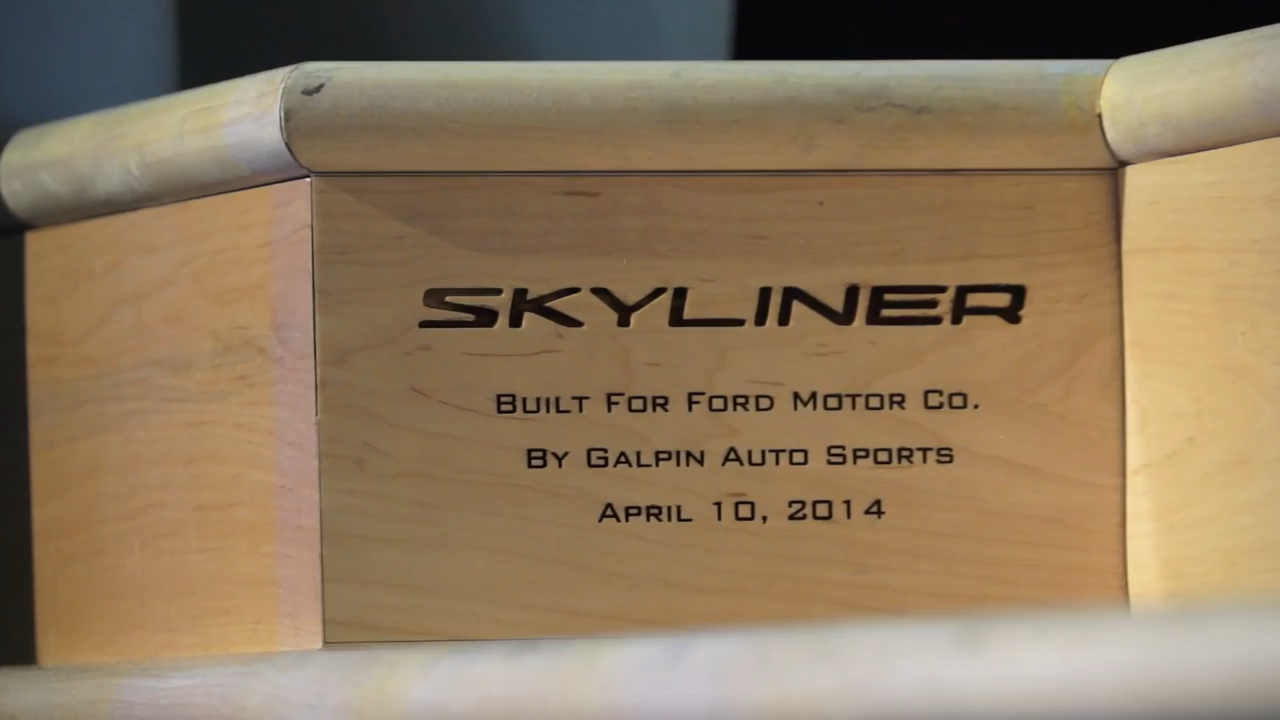 SKYLINER
BUILT FOR FORD MOTOR CO.
BY GALPIN AUTO SPORTS
APRIL 10, 2014